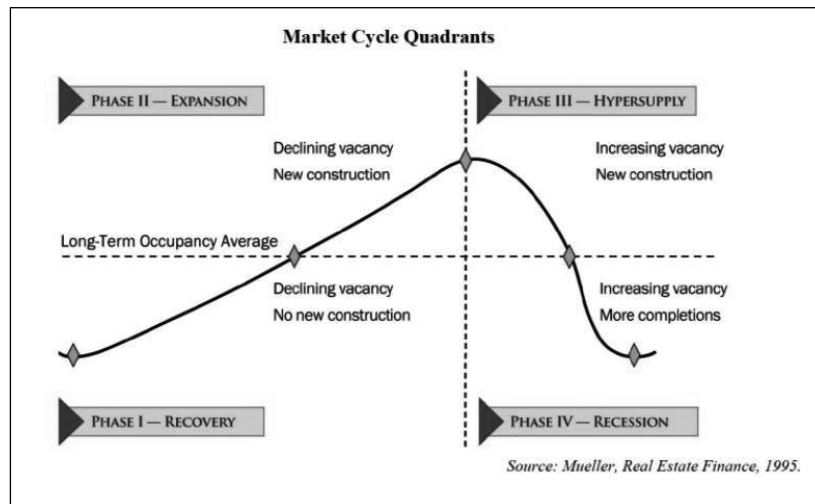 Market Cycle Quadrants
PHASE II — EXPANSION
PHASE III — HYPERSUPPLY
Declining vacancy
New construction
Increasing vacancy
New construction
Long-Term Occupancy Average
Declining vacancy
No new construction
Increasing vacancy
More completions
PHASE I — RECOVERY
PHASE IV — RECESSION
Source: Mueller, Real Estate Finance, 1995.